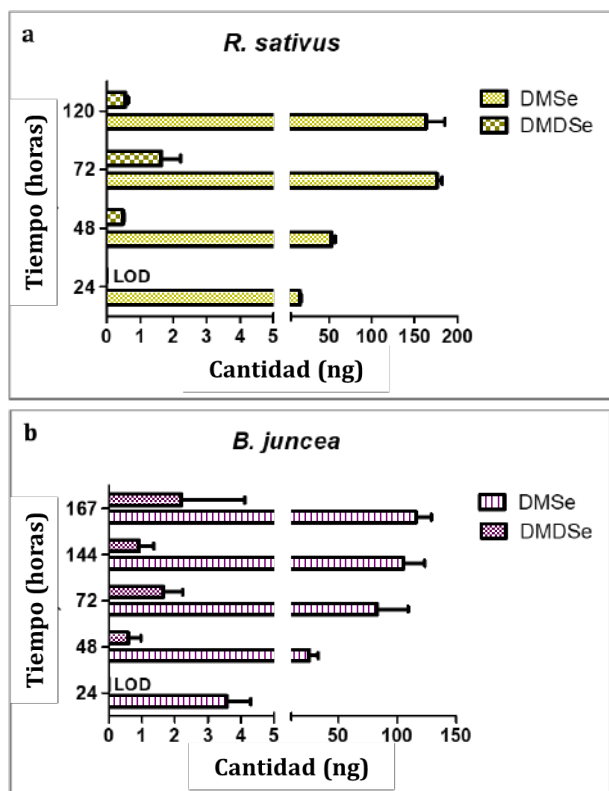 a
R. sativus
DMSe
DMDSe
Tiempo (horas)
120
72
48
24
LOD
0 1 2 3 4 5 50 100 150 200
Cantidad (ng)
b
B. juncea
DMSe
DMDSe
Tiempo (horas)
167
144
72
48
24
LOD
0 1 2 3 4 5 50 100 150
Cantidad (ng)